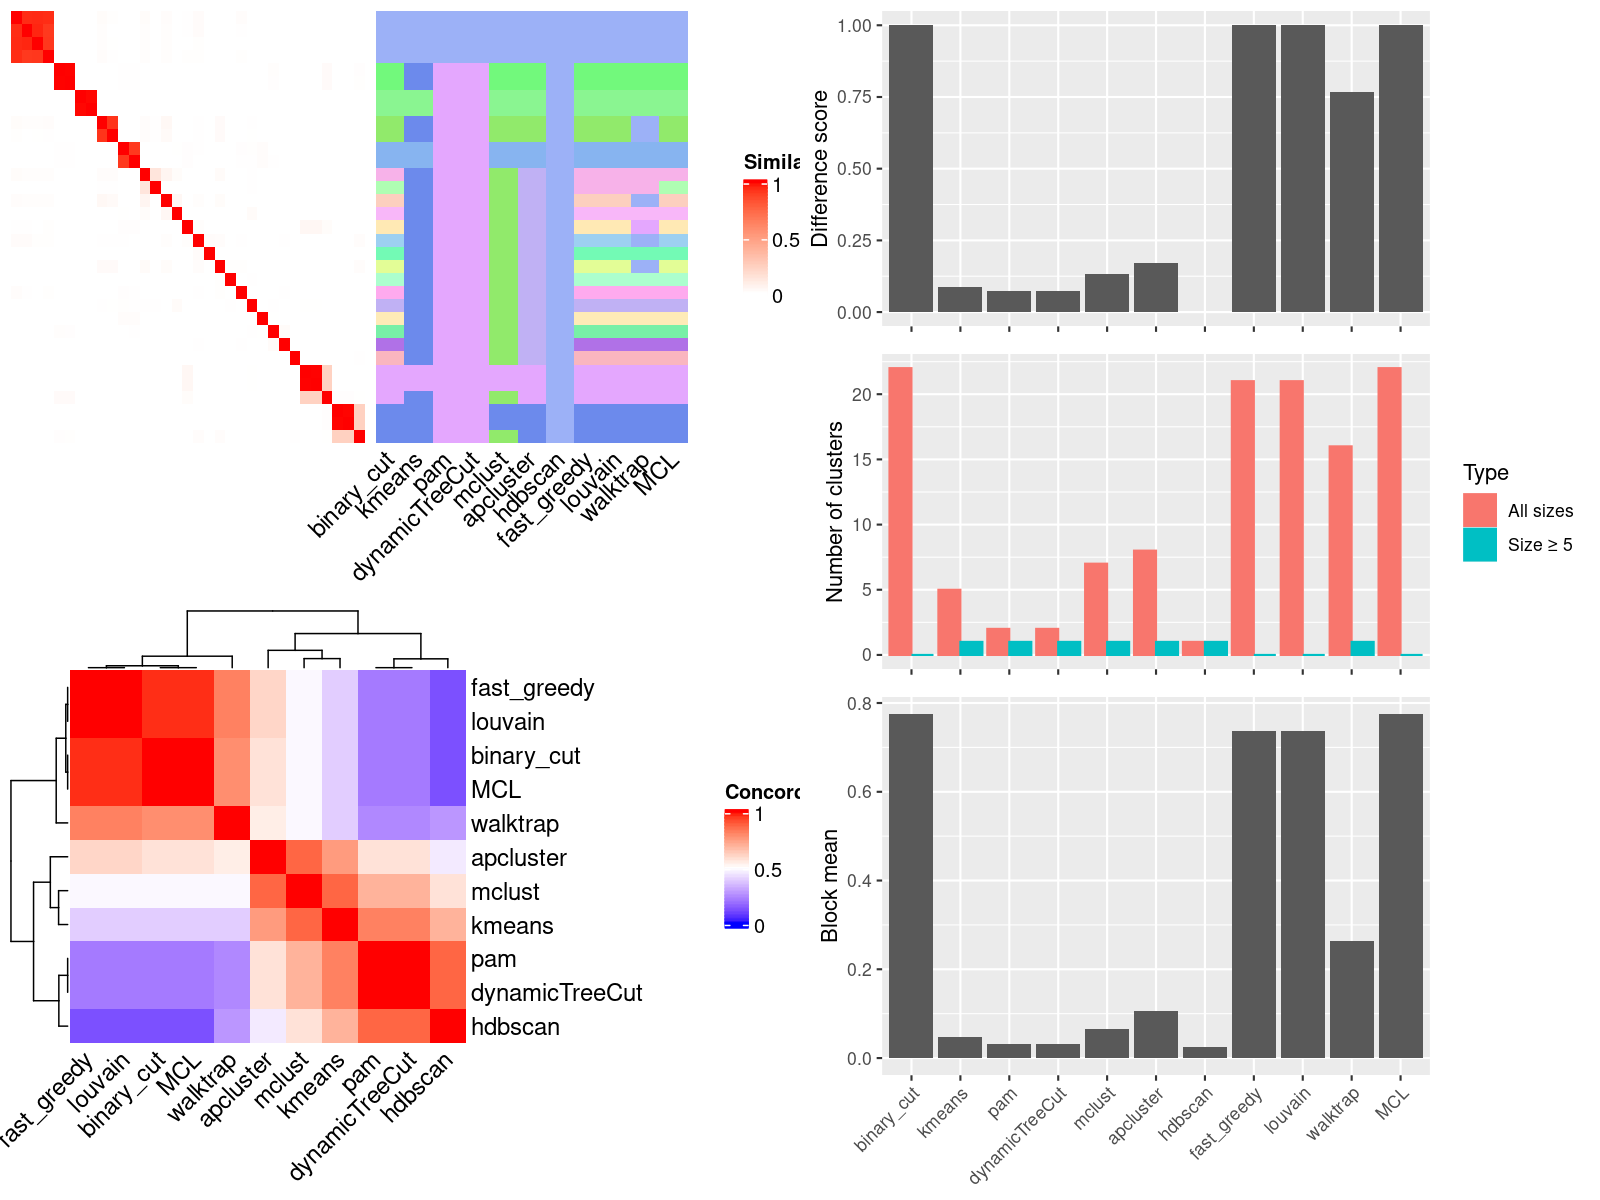 Simila
1
0.5
0
binary_cut
kmeans
pam
dynamicTreeCut
mclust
apcluster
hdbscan
fast_greedy
louvain
walktrap
MCL
fast_greedy
louvain
binary_cut
MCL
walktrap
apcluster
mclust
kmeans
pam
dynamicTreeCut
hdbscan
Concord
1
0.5
0
fast_greedy
louvain
binary_cut
MCL
walktrap
apcluster
mclust
kmeans
pam
dynamicTreeCut
hdbscan
Difference score
1.00
0.75
0.50
0.25
0.00
Number of clusters
20
15
10
5
0
Type
All sizes
Size ≥ 5
Block mean
0.8
0.6
0.4
0.2
0.0
binary_cut
kmeans
pam
dynamicTreeCut
mclust
apcluster
hdbscan
fast_greedy
louvain
walktrap
MCL